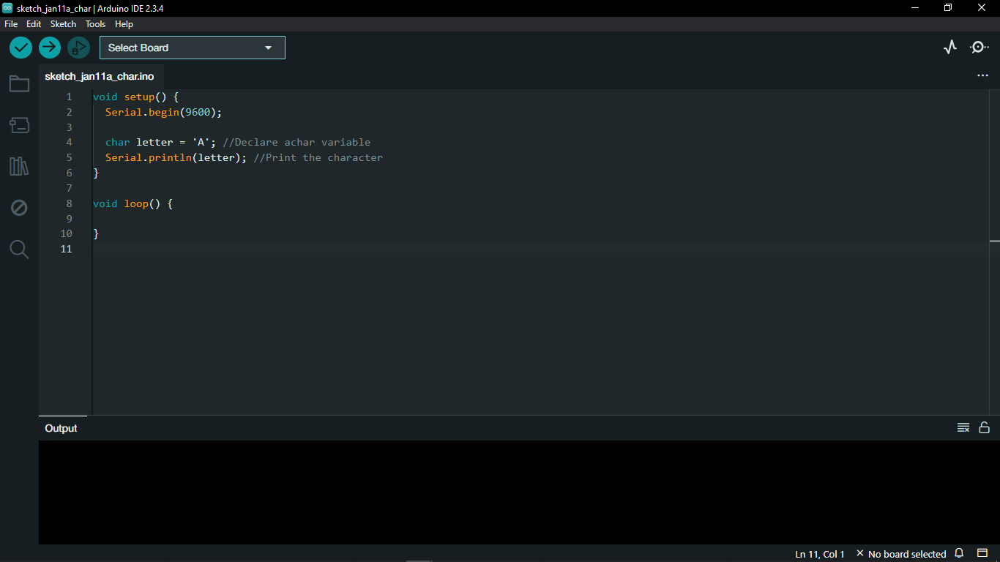 sketch_jan11a_char | Arduino IDE 2.3.4
File Edit Sketch Tools Help
Select Board
sketch_jan11a_char.ino
1 void setup() {
2 Serial.begin(9600);
3
4 char letter = 'A'; //Declare achar variable
5 Serial.println(letter); //Print the character
6 }
7
8 void loop() {
9
10 }
11
Output
Ln 11, Col 1 × No board selected